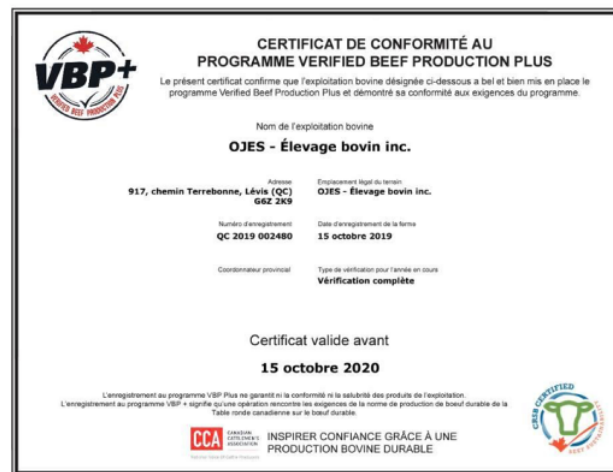 VBP+
VERIFIED BEEF PRODUCTION PLUS
CERTIFICAT DE CONFORMITÉ AU
PROGRAMME VERIFIED BEEF PRODUCTION PLUS
Le présent certificat confirme que l'exploitation bovine désignée ci-dessous a bel et bien mis en place le
programme Verified Beef Production Plus et démontré sa conformité aux exigences du programme.
Nom de l'exploitation bovine
OJES - Élevage bovin inc.
Adresse
917, chemin Terrebonne, Lévis (QC)
G6Z 2K9
Emplacement légal du terrain
OJES - Élevage bovin inc.
Numéro d'enregistrement
QC 2019 002480
Date d'enregistrement de la ferme
15 octobre 2019
Coordonnateur provincial
Type de vérification pour l'année en cours
Vérification complète
Certificat valide avant
15 octobre 2020
L'enregistrement au programme VBP Plus ne garantit ni la conformité ni la salubrité des produits de l'exploitation.
L'enregistrement au programme VBP + signifie qu'une opération rencontre les exigences de la norme de production de boeuf durable de la
Table ronde canadienne sur le boeuf durable.
CCA
CANADIAN
CATTLEMEN'S
ASSOCIATION
INSPIRER CONFIANCE GRÂCE À UNE
PRODUCTION BOVINE DURABLE
CRSB CERTIFIED
BEEF SUSTAINABILITY